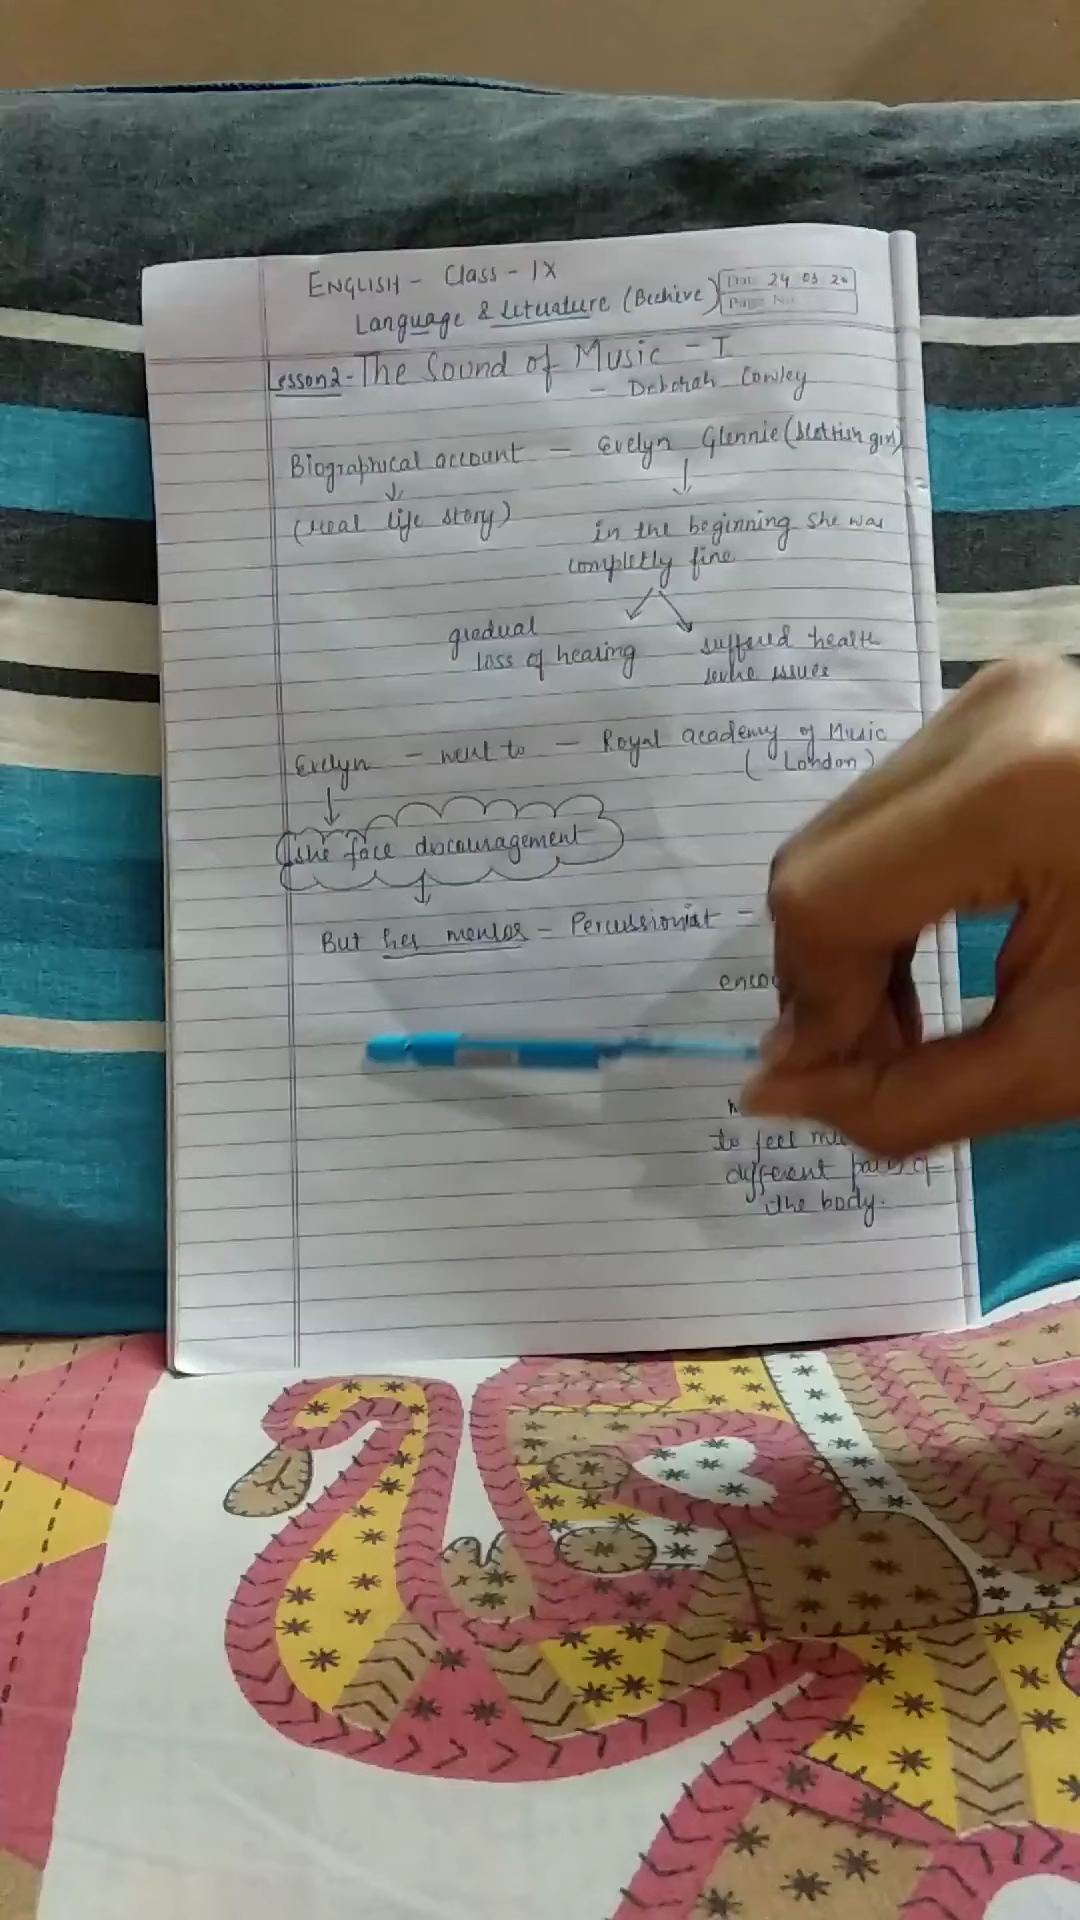 ENGLISH - Class - IX
Date 24 03 20
Language & Literature (Beehive)
Page No.
Lesson 2 - The Sound of Music - I
- Deborah Cowley
Biographical account - Evelyn Glennie (Scottish girl)
(real life story)
in the beginning she was
completly fine
gradual
loss of hearing
suffered health
issues
Evelyn - went to - Royal academy of Music
(London)
she face discouragement
But her mentor - Percussionist -
to feel
different parts of
the body.